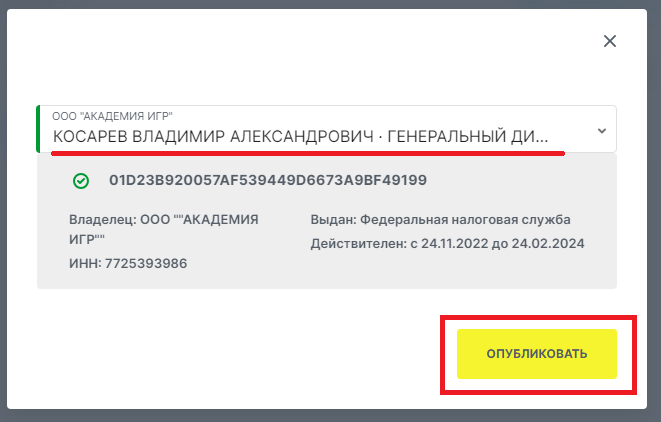 ООО "АКАДЕМИЯ ИГР"
КОСАРЕВ ВЛАДИМИР АЛЕКСАНДРОВИЧ · ГЕНЕРАЛЬНЫЙ ДИ...
01D23B920057AF539449D6673A9BF49199
Владелец: ООО ""АКАДЕМИЯ
ИГР""
ИНН: 7725393986
Выдан: Федеральная налоговая служба
Действителен: с 24.11.2022 до 24.02.2024
ОПУБЛИКОВАТЬ